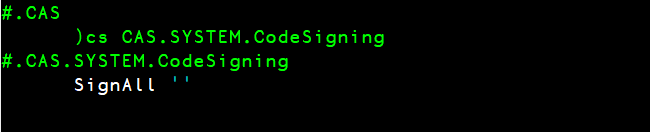 #.CAS
      )cs CAS.SYSTEM.CodeSigning
#.CAS.SYSTEM.CodeSigning
      SignAll ''